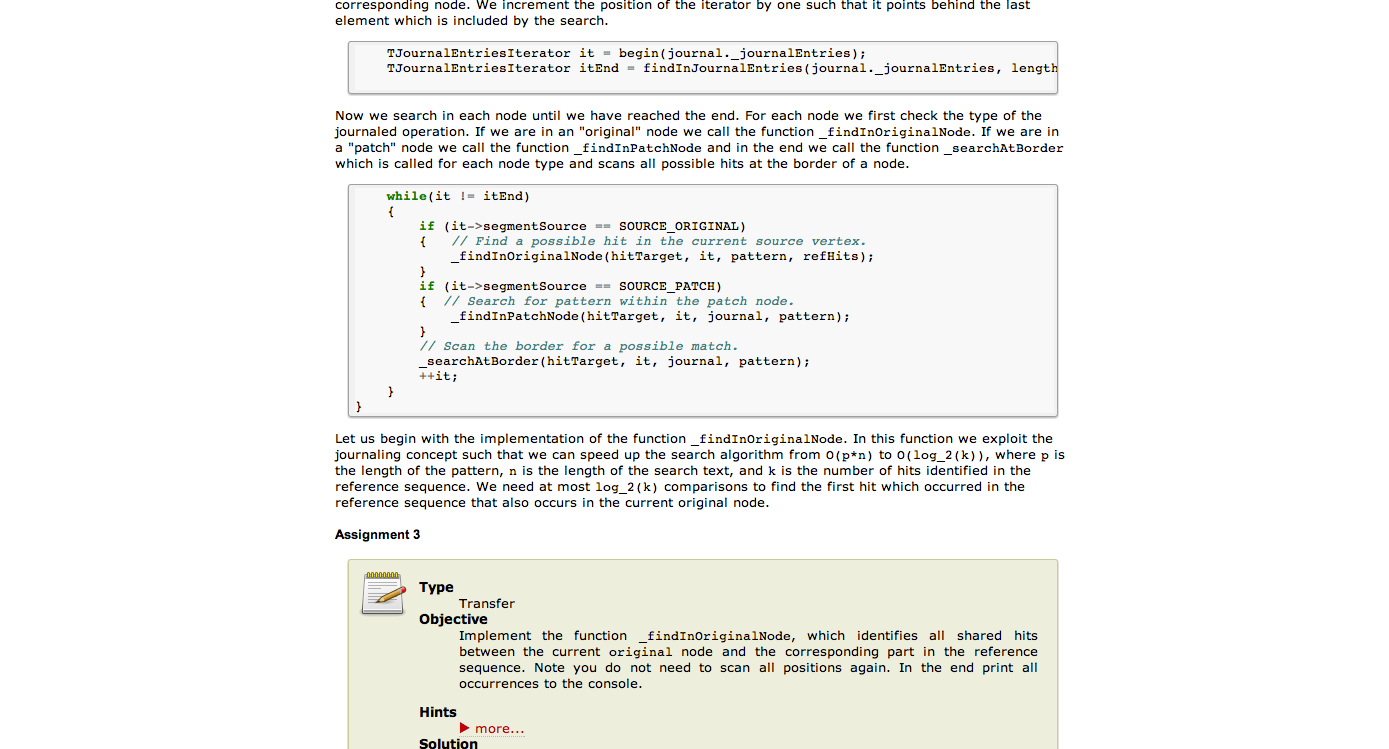 corresponding node. We increment the position of the iterator by one such that it points behind the last
element which is included by the search.
TJournalEntriesIterator it = begin(journal._journalEntries);
TJournalEntriesIterator itEnd = findInJournalEntries(journal._journalEntries, length
Now we search in each node until we have reached the end. For each node we first check the type of the
journaled operation. If we are in an "original" node we call the function _findInOriginalNode. If we are in
a "patch" node we call the function _findInPatchNode and in the end we call the function _searchAtBorder
which is called for each node type and scans all possible hits at the border of a node.
while(it != itEnd)
{
if (it->segmentSource == SOURCE_ORIGINAL)
{ // Find a possible hit in the current source vertex.
_findInOriginalNode(hitTarget, it, pattern, refHits);
}
if (it->segmentSource == SOURCE_PATCH)
{ // Search for pattern within the patch node.
_findInPatchNode(hitTarget, it, journal, pattern);
}
// Scan the border for a possible match.
_searchAtBorder(hitTarget, it, journal, pattern);
++it;
}
}
Let us begin with the implementation of the function _findInOriginalNode. In this function we exploit the
journaling concept such that we can speed up the search algorithm from O(p*n) to O(log_2(k)), where p is
the length of the pattern, n is the length of the search text, and k is the number of hits identified in the
reference sequence. We need at most log_2(k) comparisons to find the first hit which occurred in the
reference sequence that also occurs in the current original node.
Assignment 3
Type
Transfer
Objective
Implement the function _findInOriginalNode, which identifies all shared hits
between the current original node and the corresponding part in the reference
sequence. Note you do not need to scan all positions again. In the end print all
occurrences to the console.
Hints
more...
Solution